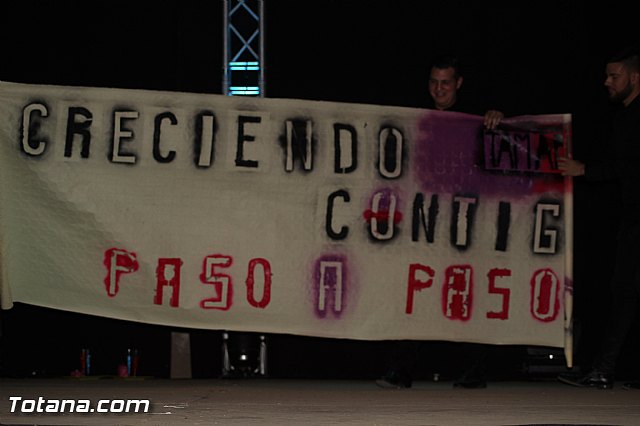 CRECIENDO
CONTIG
PASO A PASO
Totana.com